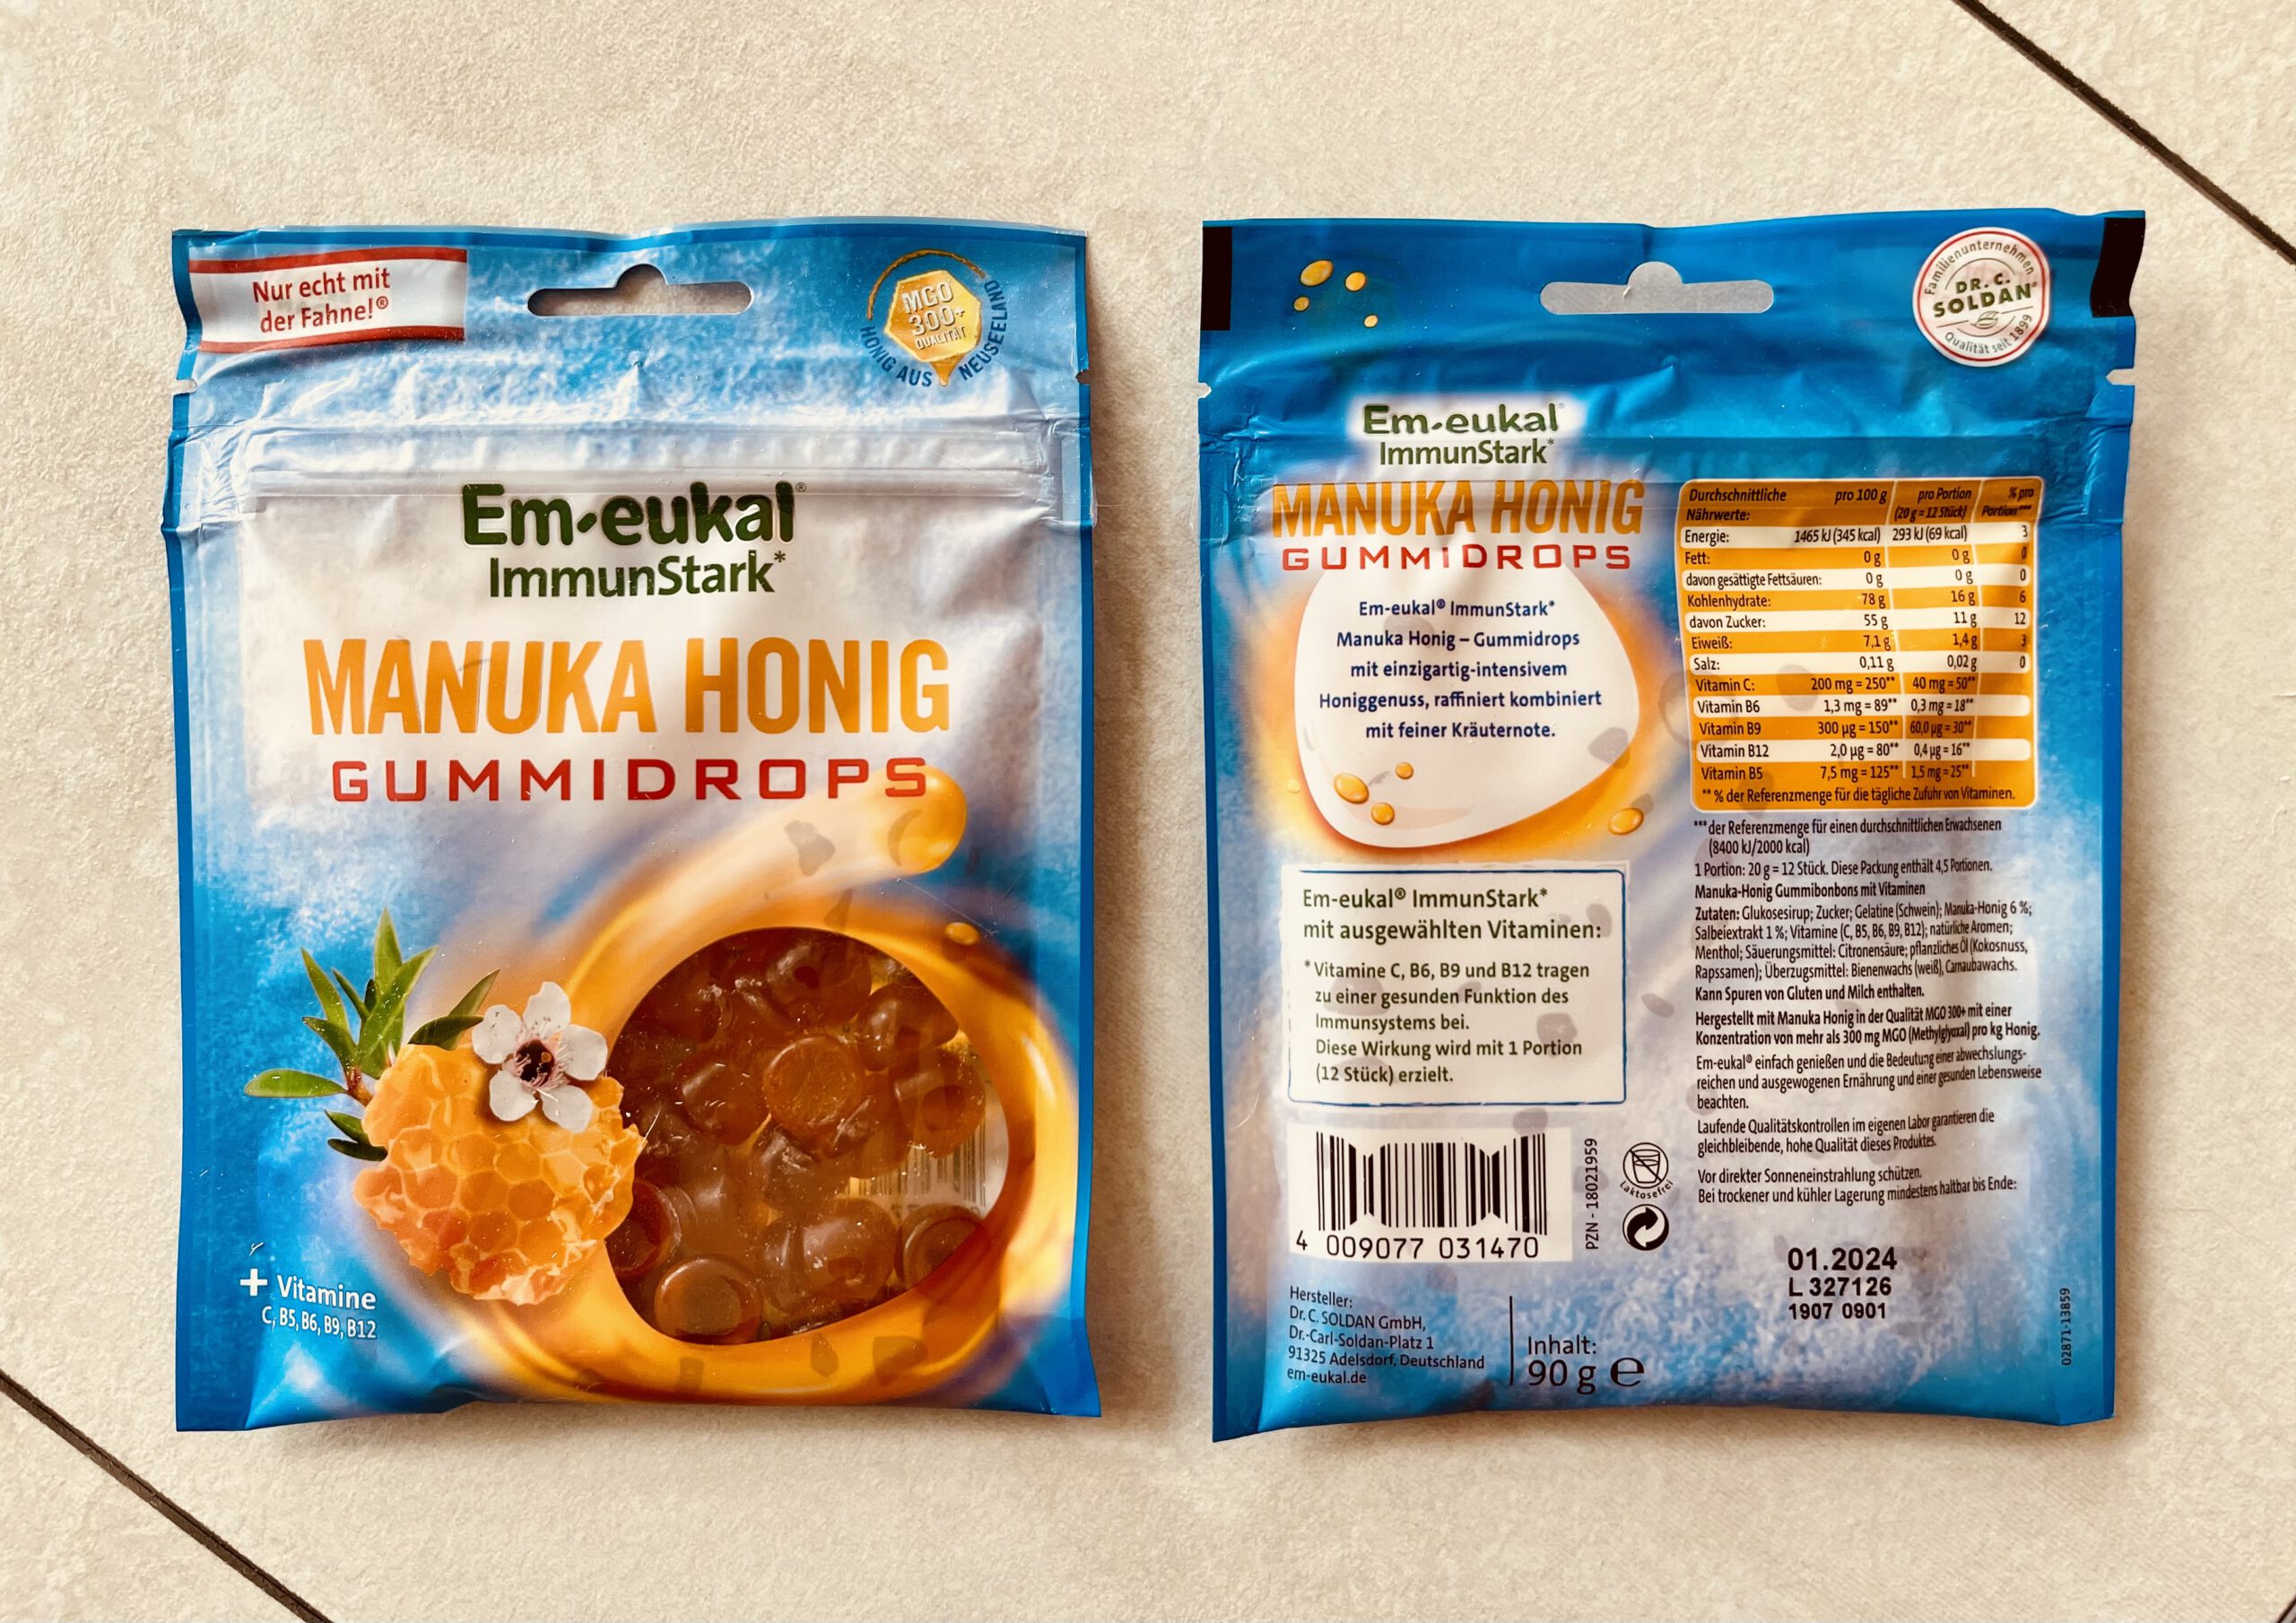 Nur echt mit
der Fahne!®
MGO
300+
QUALITÄT
HONIG AUS NEUSEELAND
Em-eukal®
ImmunStark*
MANUKA HONIG
GUMMIDROPS
+ Vitamine
C, B5, B6, B9, B12
Familienunternehmen
DR. C.
SOLDAN®
Qualität seit 1899
Em-eukal®
ImmunStark*
MANUKA HONIG
GUMMIDROPS
Em-eukal® ImmunStark*
Manuka Honig – Gummidrops
mit einzigartig-intensivem
Honiggenuss, raffiniert kombiniert
mit feiner Kräuternote.
Em-eukal® ImmunStark*
mit ausgewählten Vitaminen:
* Vitamine C, B6, B9 und B12 tragen
zu einer gesunden Funktion des
Immunsystems bei.
Diese Wirkung wird mit 1 Portion
(12 Stück) erzielt.
4 009077 031470
PZN - 18021959
Laktosefrei
Hersteller:
Dr. C. SOLDAN GmbH,
Dr.-Carl-Soldan-Platz 1
91325 Adelsdorf, Deutschland
em-eukal.de
Inhalt:
90 g e
Durchschnittliche pro 100 g pro Portion % pro
Nährwerte: (20 g = 12 Stück) Portion***
Energie: 1465 kJ (345 kcal) 293 kJ (69 kcal) 3
Fett: 0 g 0 g 0
davon gesättigte Fettsäuren: 0 g 0 g 0
Kohlenhydrate: 78 g 16 g 6
davon Zucker: 55 g 11 g 12
Eiweiß: 7,1 g 1,4 g 3
Salz: 0,11 g 0,02 g 0
Vitamin C: 200 mg = 250** 40 mg = 50**
Vitamin B6 1,3 mg = 89** 0,3 mg = 18**
Vitamin B9 300 µg = 150** 60,0 µg = 30**
Vitamin B12 2,0 µg = 80** 0,4 µg = 16**
Vitamin B5 7,5 mg = 125** 1,5 mg = 25**
** % der Referenzmenge für die tägliche Zufuhr von Vitaminen.
*** der Referenzmenge für einen durchschnittlichen Erwachsenen
(8400 kJ/2000 kcal)
1 Portion: 20 g = 12 Stück. Diese Packung enthält 4,5 Portionen.
Manuka-Honig Gummibonbons mit Vitaminen
Zutaten: Glukosesirup; Zucker; Gelatine (Schwein); Manuka-Honig 6 %;
Salbeiextrakt 1 %; Vitamine (C, B5, B6, B9, B12); natürliche Aromen;
Menthol; Säuerungsmittel: Citronensäure; pflanzliches Öl (Kokosnuss,
Rapssamen); Überzugsmittel: Bienenwachs (weiß), Carnaubawachs.
Kann Spuren von Gluten und Milch enthalten.
Hergestellt mit Manuka Honig in der Qualität MGO 300+ mit einer
Konzentration von mehr als 300 mg MGO (Methylglyoxal) pro kg Honig.
Em-eukal® einfach genießen und die Bedeutung einer abwechslungs-
reichen und ausgewogenen Ernährung und einer gesunden Lebensweise
beachten.
Laufende Qualitätskontrollen im eigenen Labor garantieren die
gleichbleibende, hohe Qualität dieses Produktes.
Vor direkter Sonneneinstrahlung schützen.
Bei trockener und kühler Lagerung mindestens haltbar bis Ende:
01.2024
L 327126
1907 0901
02871-13859